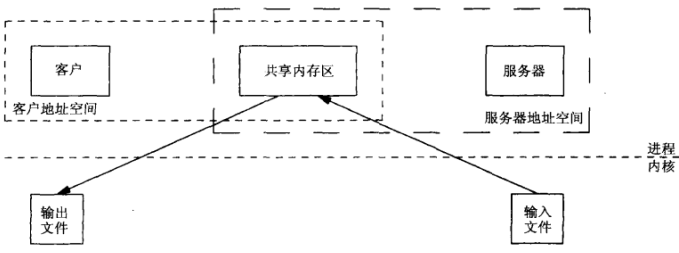 客户
共享内存区
服务器
客户地址空间
服务器地址空间
进程
内核
输出
文件
输入
文件